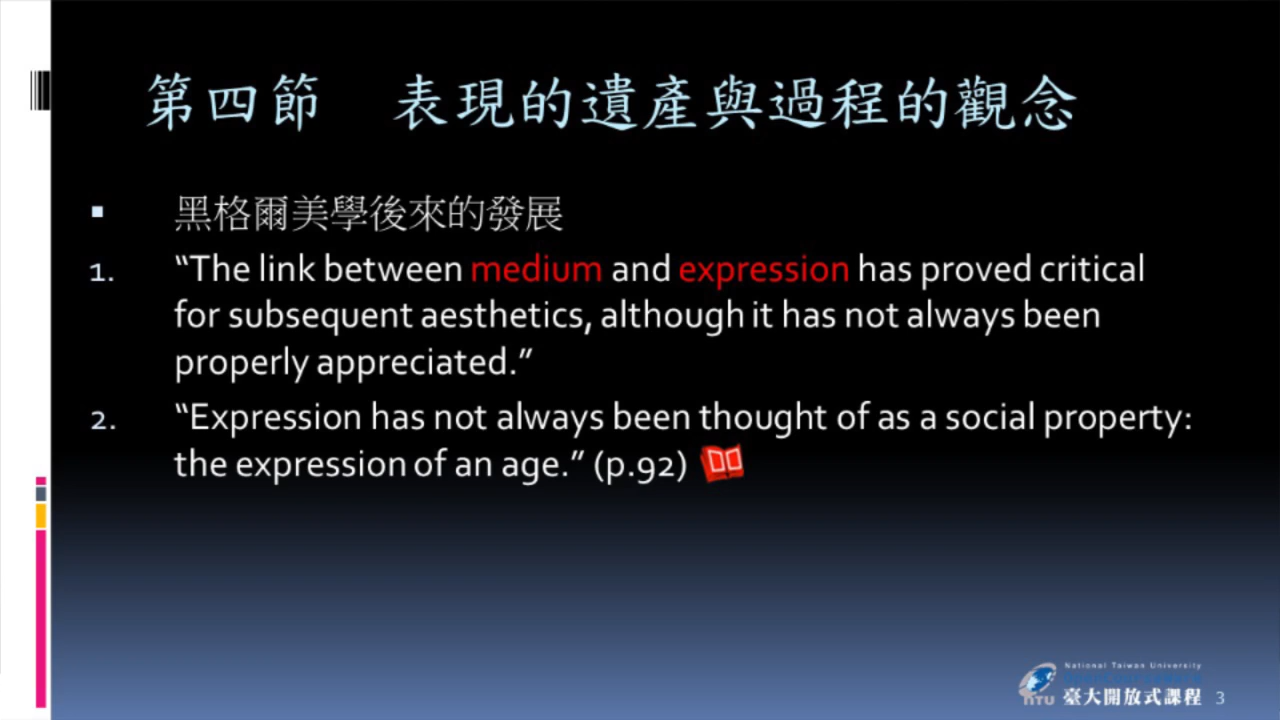 第四節　表現的遺產與過程的觀念
▪ 黑格爾美學後來的發展
1. “The link between medium and expression has proved critical
for subsequent aesthetics, although it has not always been
properly appreciated.”
2. “Expression has not always been thought of as a social property:
the expression of an age.” (p.92)
National Taiwan University
OpenCourseWare
NTU 臺大開放式課程 3